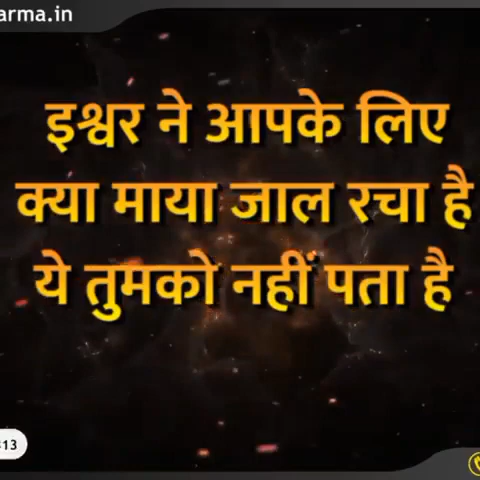 arma.in
इश्वर ने आपके लिए
क्या माया जाल रचा है
ये तुमको नहीं पता है
13